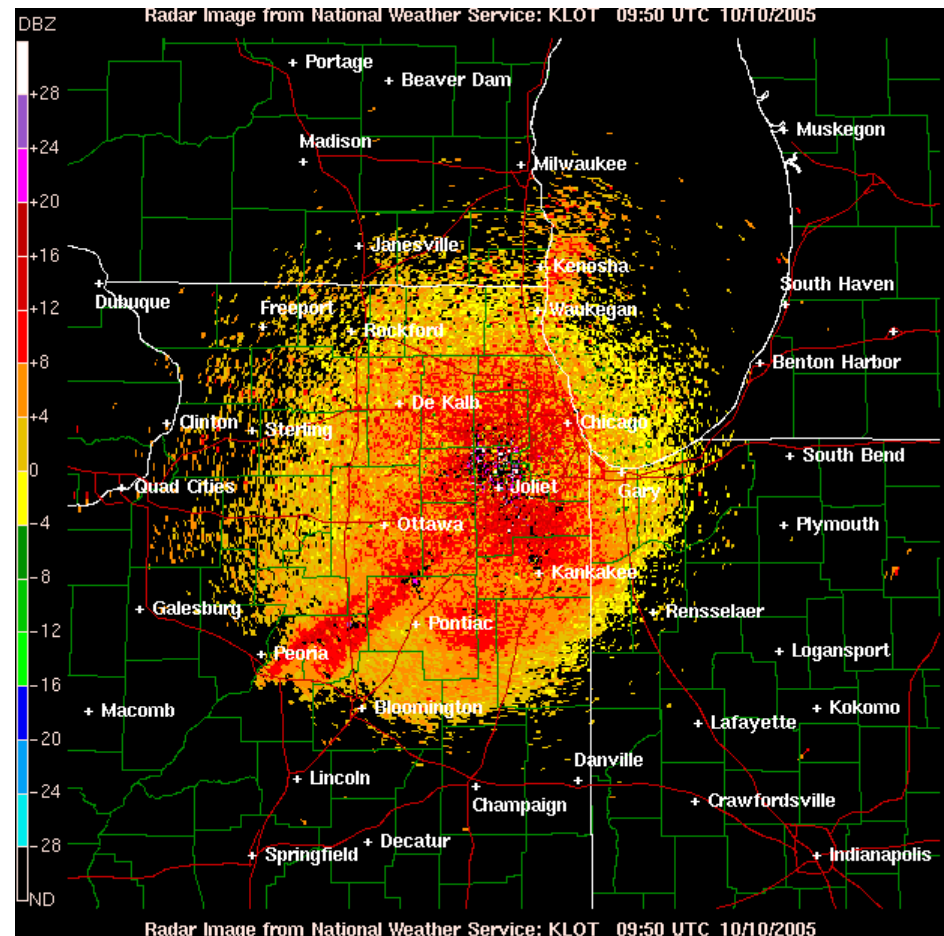 Radar Image from National Weather Service: KLOT 09:50 UTC 10/10/2005
DBZ
+28
+24
+20
+16
+12
+8
+4
0
-4
-8
-12
-16
-20
-24
-28
ND
Portage
Beaver Dam
Muskegon
Madison
Milwaukee
Janesville
Kenosha
South Haven
Dubuque
Freeport
Waukegan
Rockford
Benton Harbor
De Kalb
Clinton
Sterling
Chicago
South Bend
Quad Cities
Joliet
Gary
Ottawa
Plymouth
Kankakee
Galesburg
Rensselaer
Pontiac
Peoria
Logansport
Macomb
Bloomington
Kokomo
Lafayette
Danville
Lincoln
Champaign
Crawfordsville
Decatur
Springfield
Indianapolis
Radar Image from National Weather Service: KLOT 09:50 UTC 10/10/2005